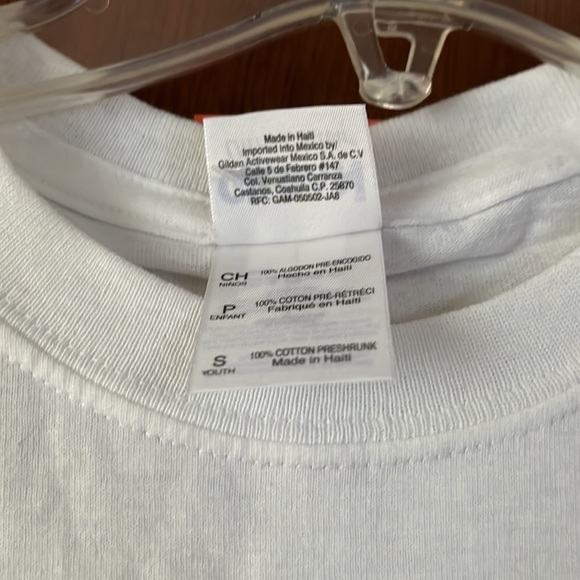 Made in Haiti
Imported into Mexico by/
Gildan Activewear Mexico S.A. de C.V
Calle 5 de Febrero #147
Col. Venustiano Carranza
Castanos, Coahuila C.P. 25870
RFC: GAM-050502-JA8
CH 100% ALGODON PRE-ENCOGIDO
NIÑOS Hecho en Haiti
P 100% COTON PRÉ-RÉTRÉCI
ENFANT Fabriqué en Haiti
S 100% COTTON PRESHRUNK
YOUTH Made in Haiti